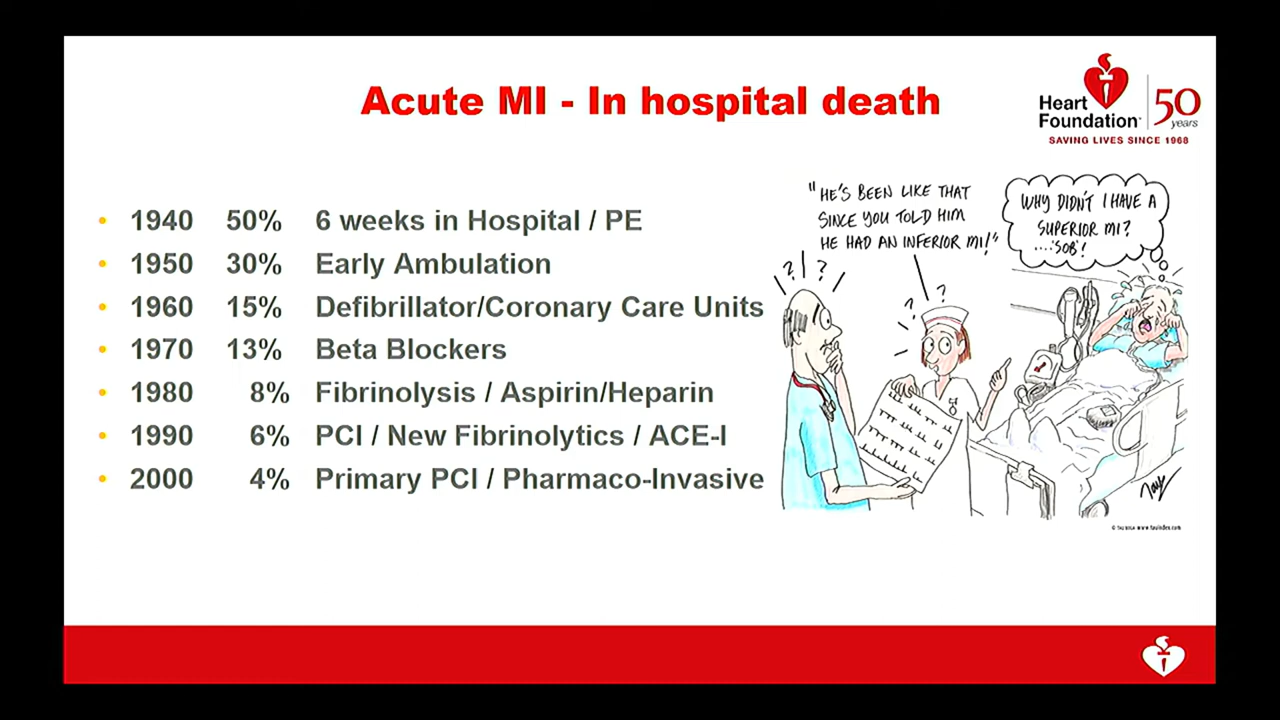 Acute MI - In hospital death
Heart
Foundation
50
years
SAVING LIVES SINCE 1968
• 1940 50% 6 weeks in Hospital / PE
• 1950 30% Early Ambulation
• 1960 15% Defibrillator/Coronary Care Units
• 1970 13% Beta Blockers
• 1980 8% Fibrinolysis / Aspirin/Heparin
• 1990 6% PCI / New Fibrinolytics / ACE-I
• 2000 4% Primary PCI / Pharmaco-Invasive
"HE'S BEEN LIKE THAT
SINCE YOU TOLD HIM
HE HAD AN INFERIOR MI!"
WHY DIDN'T I HAVE A
SUPERIOR MI?
....'SOB'!
? ?
? ?